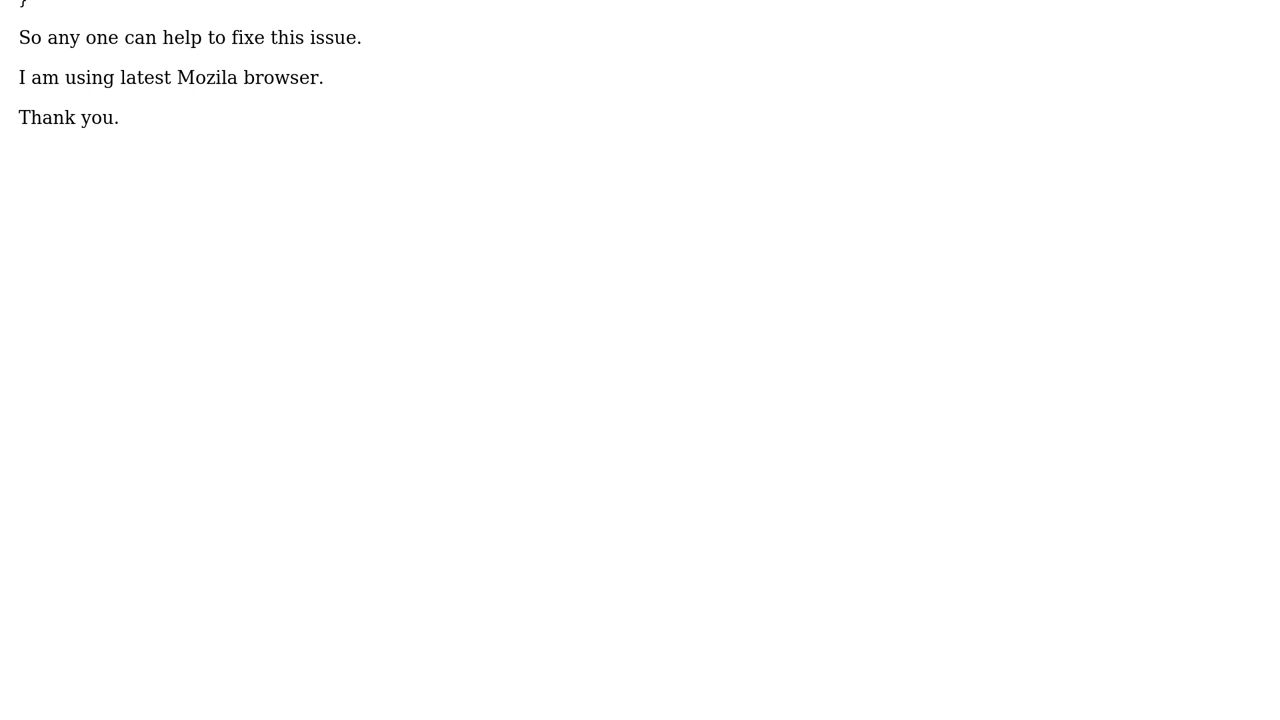 }
So any one can help to fixe this issue.
I am using latest Mozila browser.
Thank you.